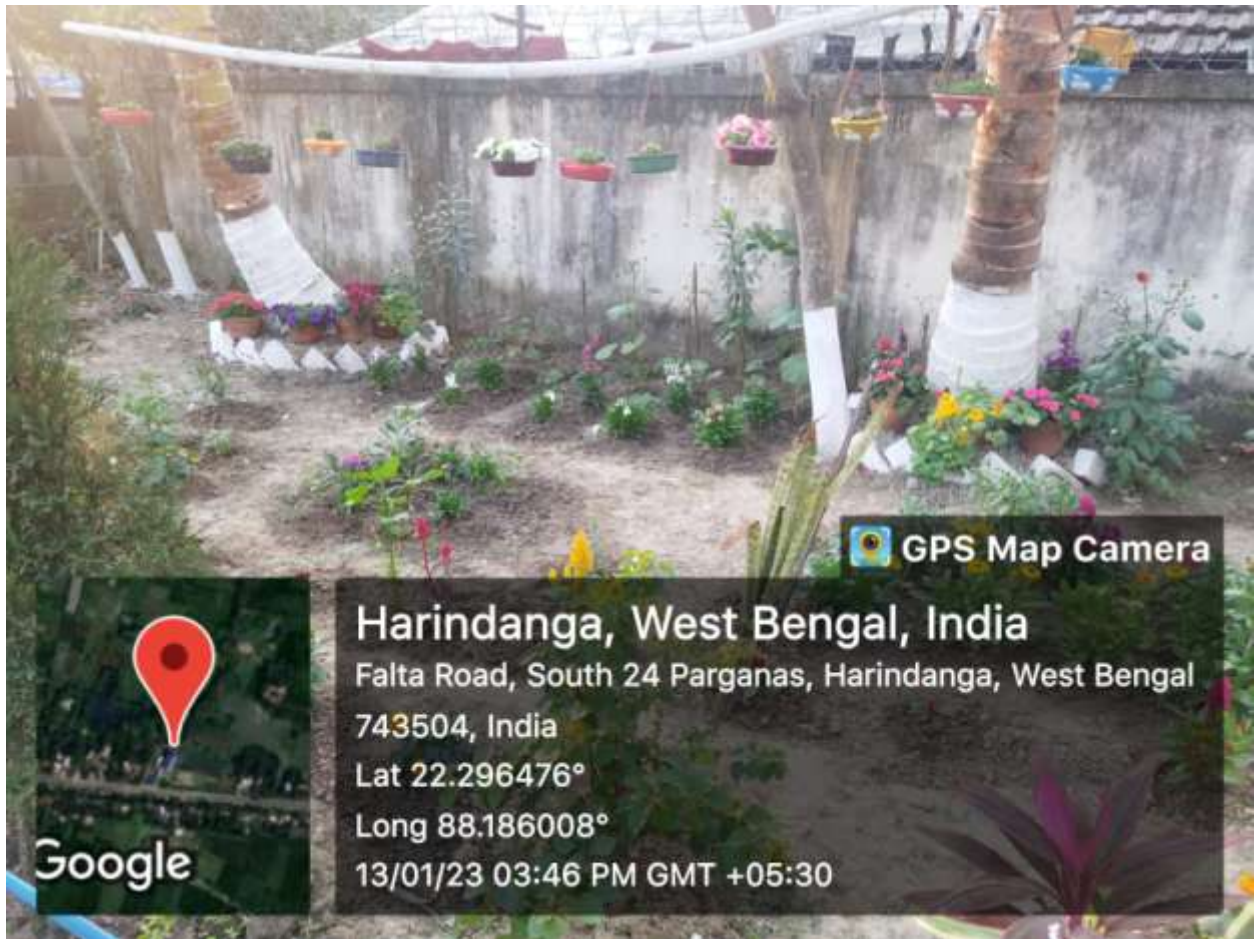 GPS Map Camera
Harindanga, West Bengal, India
Falta Road, South 24 Parganas, Harindanga, West Bengal
743504, India
Lat 22.296476°
Long 88.186008°
13/01/23 03:46 PM GMT +05:30
Google